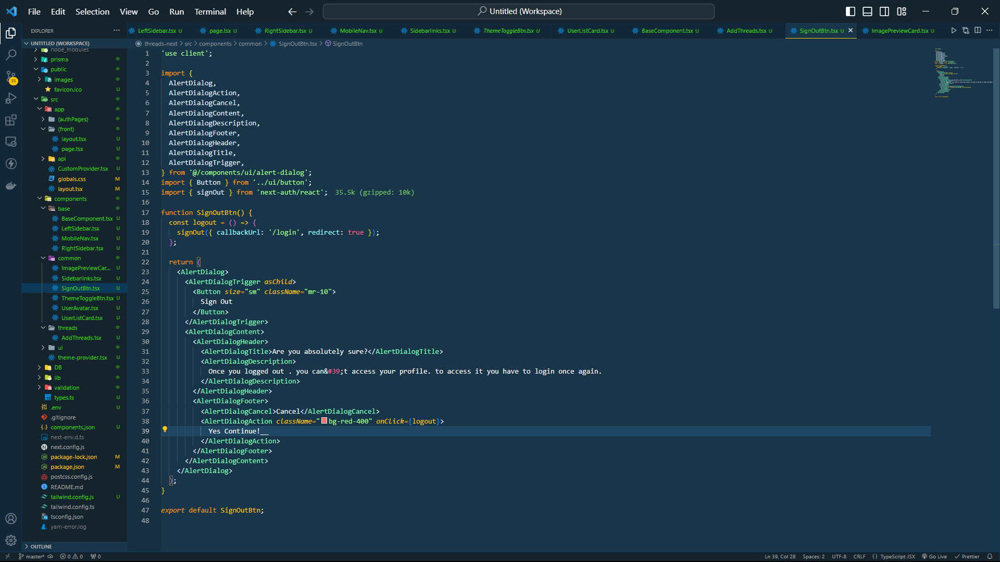 File Edit Selection View Go Run Terminal Help
Untitled (Workspace)
EXPLORER
UNTITLED (WORKSPACE)
node_modules
prisma
public
images
favicon.ico U
src
app
(authPages)
(front)
layout.tsx U
page.tsx U
api
CustomProvider.tsx U
globals.css M
layout.tsx M
components
base
BaseComponent.tsx U
LeftSidebar.tsx U
MobileNav.tsx U
RightSidebar.tsx U
common
ImagePreviewCar... U
Sidebarlinks.tsx U
SignOutBtn.tsx U
ThemeToggleBtn.tsx U
UserAvatar.tsx U
UserListCard.tsx U
threads
AddThreads.tsx U
ui
theme-provider.tsx U
DB
lib
validation
types.ts U
.env U
.gitignore
components.json U
next-env.d.ts
next.config.js
package-lock.json M
package.json M
postcss.config.js
README.md
tailwind.config.js U
tailwind.config.ts
tsconfig.json
yarn-error.log
OUTLINE
55
LeftSidebar.tsx U page.tsx U RightSidebar.tsx U MobileNav.tsx U Sidebarlinks.tsx U ThemeToggleBtn.tsx U UserListCard.tsx U BaseComponent.tsx U AddThreads.tsx U SignOutBtn.tsx U ImagePreviewCard.tsx U
threads-next > src > components > common > SignOutBtn.tsx > SignOutBtn
1 'use client';
2
3 import {
4 AlertDialog,
5 AlertDialogAction,
6 AlertDialogCancel,
7 AlertDialogContent,
8 AlertDialogDescription,
9 AlertDialogFooter,
10 AlertDialogHeader,
11 AlertDialogTitle,
12 AlertDialogTrigger,
13 } from '@/components/ui/alert-dialog';
14 import { Button } from '../ui/button';
15 import { signOut } from 'next-auth/react'; 35.5k (gzipped: 10k)
16
17 function SignOutBtn() {
18 const logout = () => {
19 signOut({ callbackUrl: '/login', redirect: true });
20 };
21
22 return (
23 <AlertDialog>
24 <AlertDialogTrigger asChild>
25 <Button size="sm" className="mr-10">
26 Sign Out
27 </Button>
28 </AlertDialogTrigger>
29 <AlertDialogContent>
30 <AlertDialogHeader>
31 <AlertDialogTitle>Are you absolutely sure?</AlertDialogTitle>
32 <AlertDialogDescription>
33 Once you logged out . you can&#39;t access your profile. to access it you have to login once again.
34 </AlertDialogDescription>
35 </AlertDialogHeader>
36 <AlertDialogFooter>
37 <AlertDialogCancel>Cancel</AlertDialogCancel>
38 <AlertDialogAction className="bg-red-400" onClick={logout}>
39 Yes Continue!__
40 </AlertDialogAction>
41 </AlertDialogFooter>
42 </AlertDialogContent>
43 </AlertDialog>
44 );
45 }
46
47 export default SignOutBtn;
48
master* 0 0 0 Ln 39, Col 28 Spaces: 2 UTF-8 CRLF {} TypeScript JSX Go Live Prettier